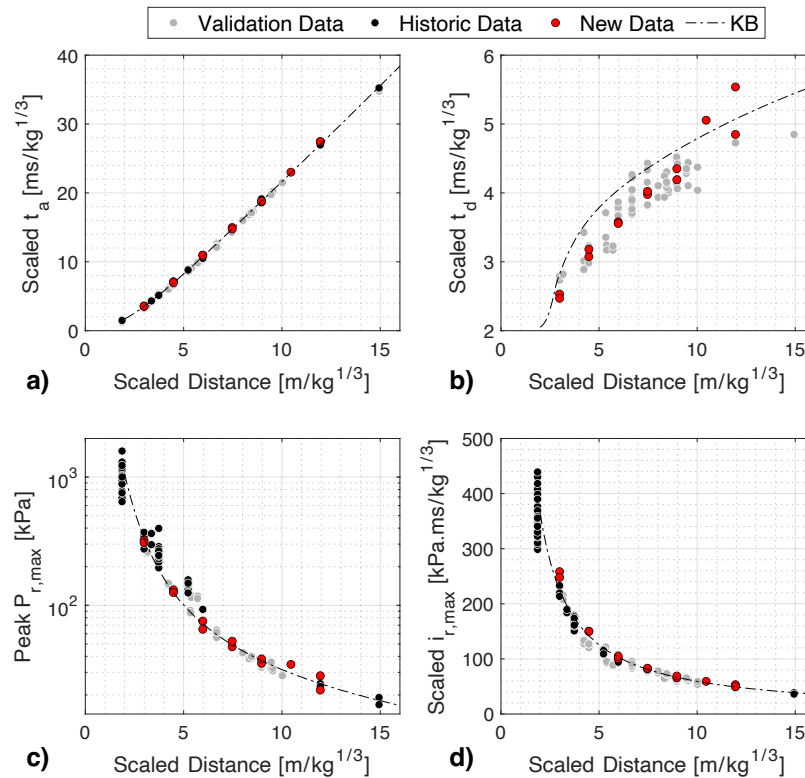 Validation Data Historic Data New Data KB
40
30
20
10
0
0 5 10 15
Scaled t_a [ms/kg^{1/3}]
Scaled Distance [m/kg^{1/3}]
a)
6
5
4
3
2
0 5 10 15
Scaled t_d [ms/kg^{1/3}]
Scaled Distance [m/kg^{1/3}]
b)
10^3
10^2
0 5 10 15
Peak P_{r,max} [kPa]
Scaled Distance [m/kg^{1/3}]
c)
500
400
300
200
100
0
0 5 10 15
Scaled i_{r,max} [kPa.ms/kg^{1/3}]
Scaled Distance [m/kg^{1/3}]
d)